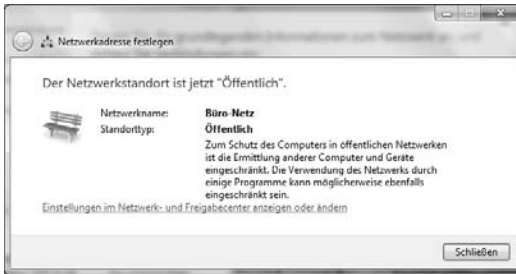 Netzwerkadresse festlegen
Der Netzwerkstandort ist jetzt "Öffentlich".
Netzwerkname: Büro-Netz
Standorttyp: Öffentlich
Zum Schutz des Computers in öffentlichen Netzwerken
ist die Ermittlung anderer Computer und Geräte
eingeschränkt. Die Verwendung des Netzwerks durch
einige Programme kann möglicherweise ebenfalls
eingeschränkt sein.
Einstellungen im Netzwerk- und Freigabecenter anzeigen oder ändern
Schließen